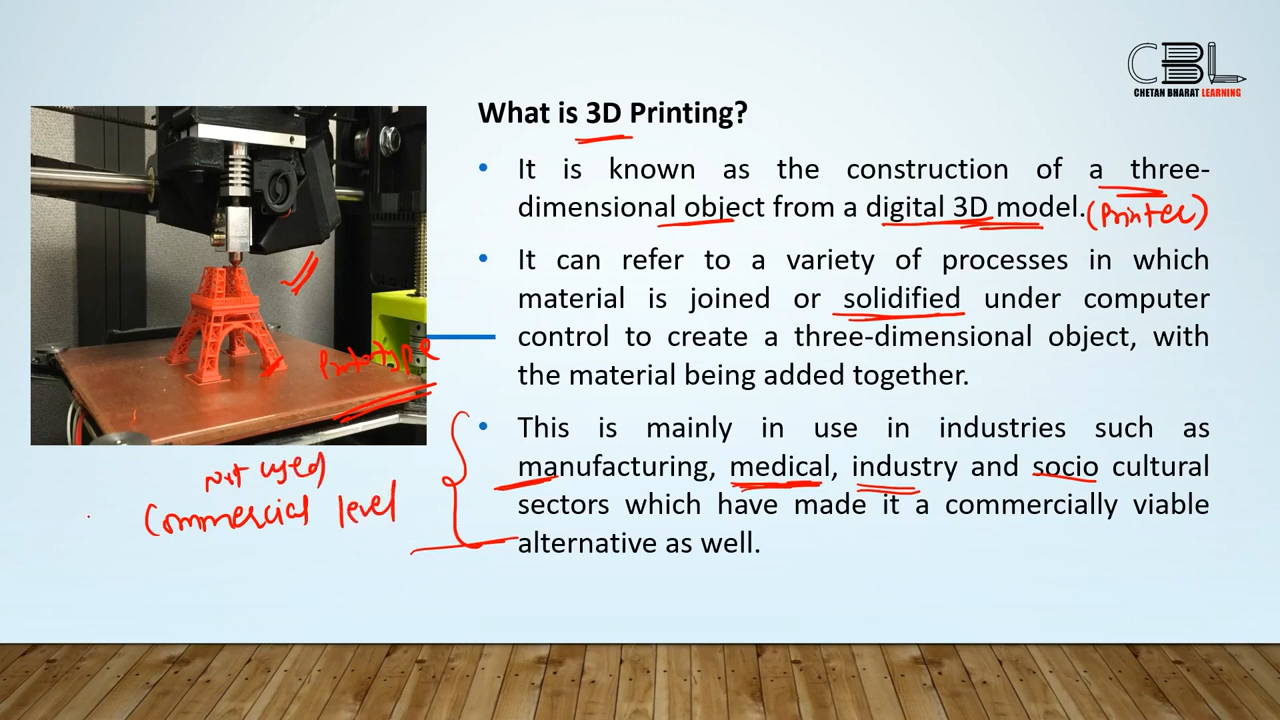 CBL
CHETAN BHARAT LEARNING
What is 3D Printing?
• It is known as the construction of a three-
dimensional object from a digital 3D model. (Printer)
• It can refer to a variety of processes in which
material is joined or solidified under computer
control to create a three-dimensional object, with
the material being added together.
• This is mainly in use in industries such as
manufacturing, medical, industry and socio cultural
sectors which have made it a commercially viable
alternative as well.
Prototype
not used
Commercial level